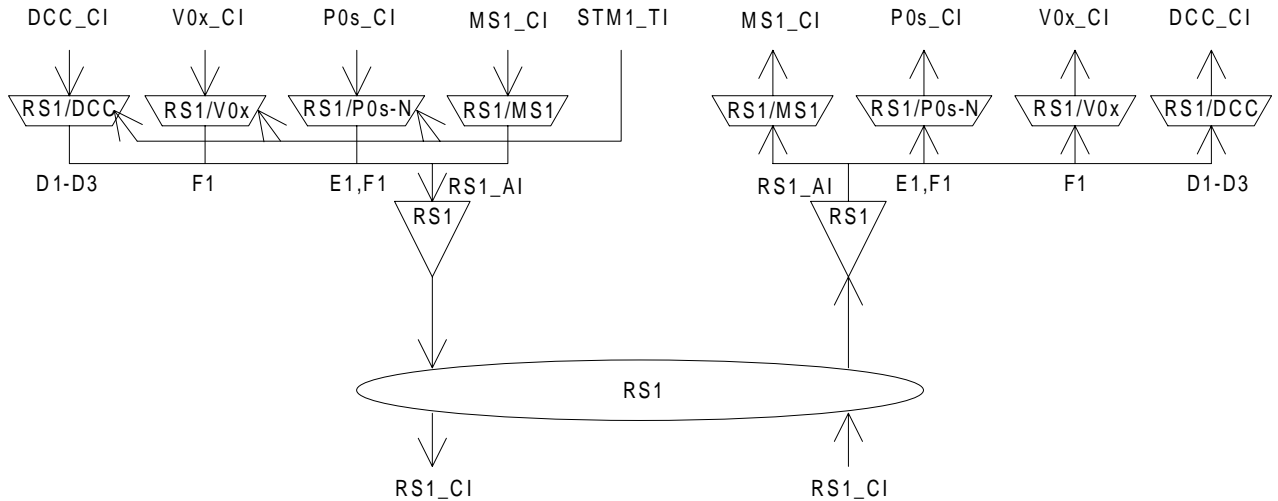 DCC_CI V0x_CI P0s_CI MS1_CI STM1_TI MS1_CI P0s_CI V0x_CI DCC_CI
RS1/DCC RS1/V0x RS1/P0s-N RS1/MS1 RS1/MS1 RS1/P0s-N RS1/V0x RS1/DCC
D1-D3 F1 E1,F1 RS1_AI RS1_AI E1,F1 F1 D1-D3
RS1 RS1
RS1
RS1_CI RS1_CI